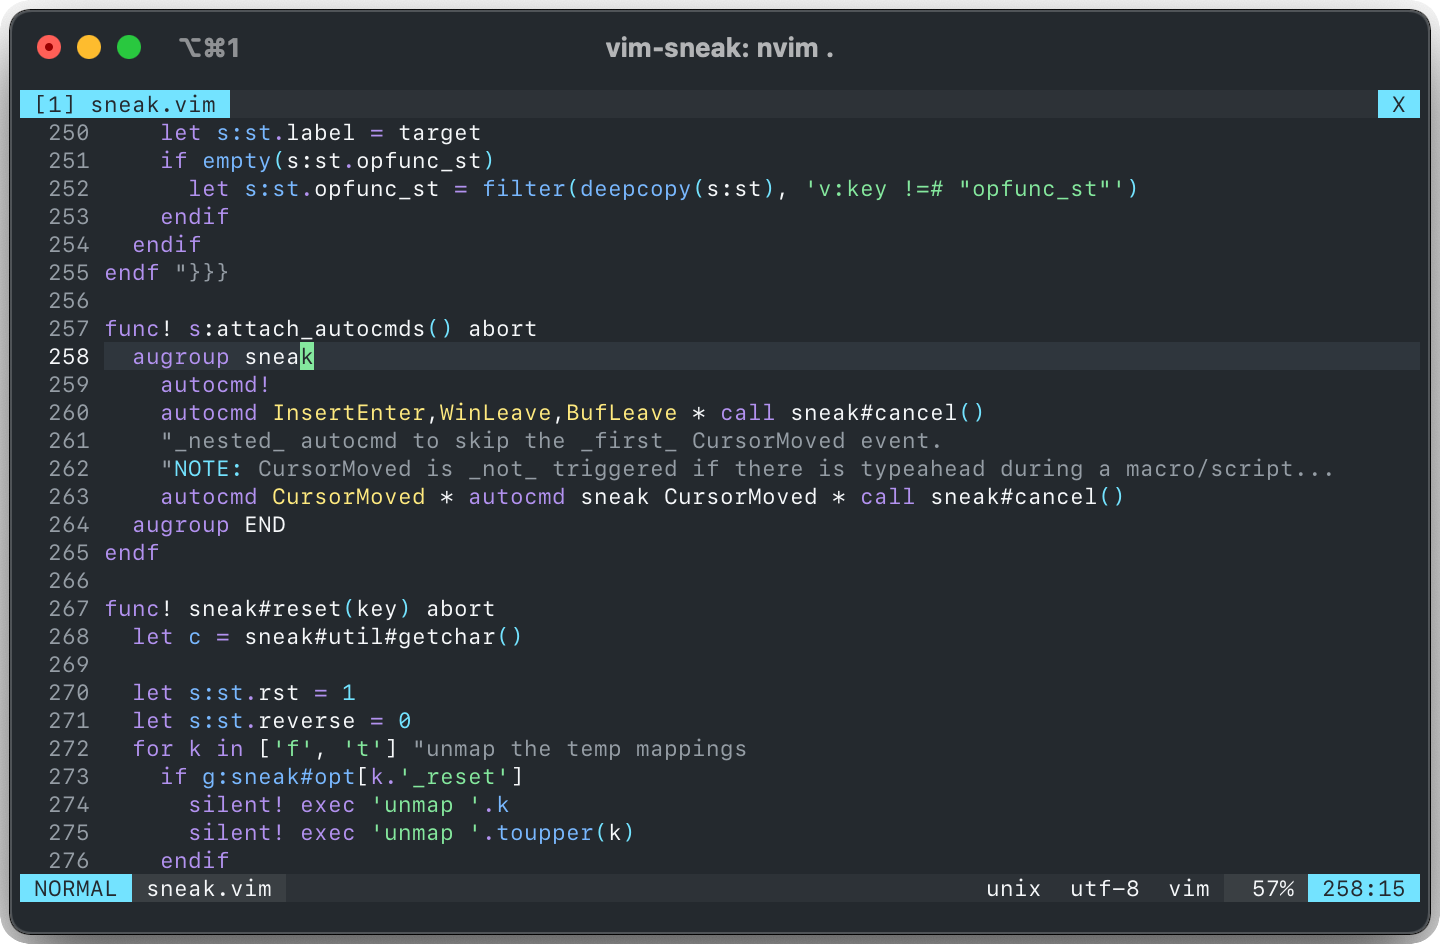 ⌥⌘1 vim-sneak: nvim .
[1] sneak.vim X
250     let s:st.label = target
251     if empty(s:st.opfunc_st)
252       let s:st.opfunc_st = filter(deepcopy(s:st), 'v:key !=# "opfunc_st"')
253     endif
254   endif
255 endf "}}}
256
257 func! s:attach_autocmds() abort
258   augroup sneak
259     autocmd!
260     autocmd InsertEnter,WinLeave,BufLeave * call sneak#cancel()
261     "_nested_ autocmd to skip the _first_ CursorMoved event.
262     "NOTE: CursorMoved is _not_ triggered if there is typeahead during a macro/script...
263     autocmd CursorMoved * autocmd sneak CursorMoved * call sneak#cancel()
264   augroup END
265 endf
266
267 func! sneak#reset(key) abort
268   let c = sneak#util#getchar()
269
270   let s:st.rst = 1
271   let s:st.reverse = 0
272   for k in ['f', 't'] "unmap the temp mappings
273     if g:sneak#opt[k.'_reset']
274       silent! exec 'unmap '.k
275       silent! exec 'unmap '.toupper(k)
276     endif
NORMAL sneak.vim unix utf-8 vim 57% 258:15